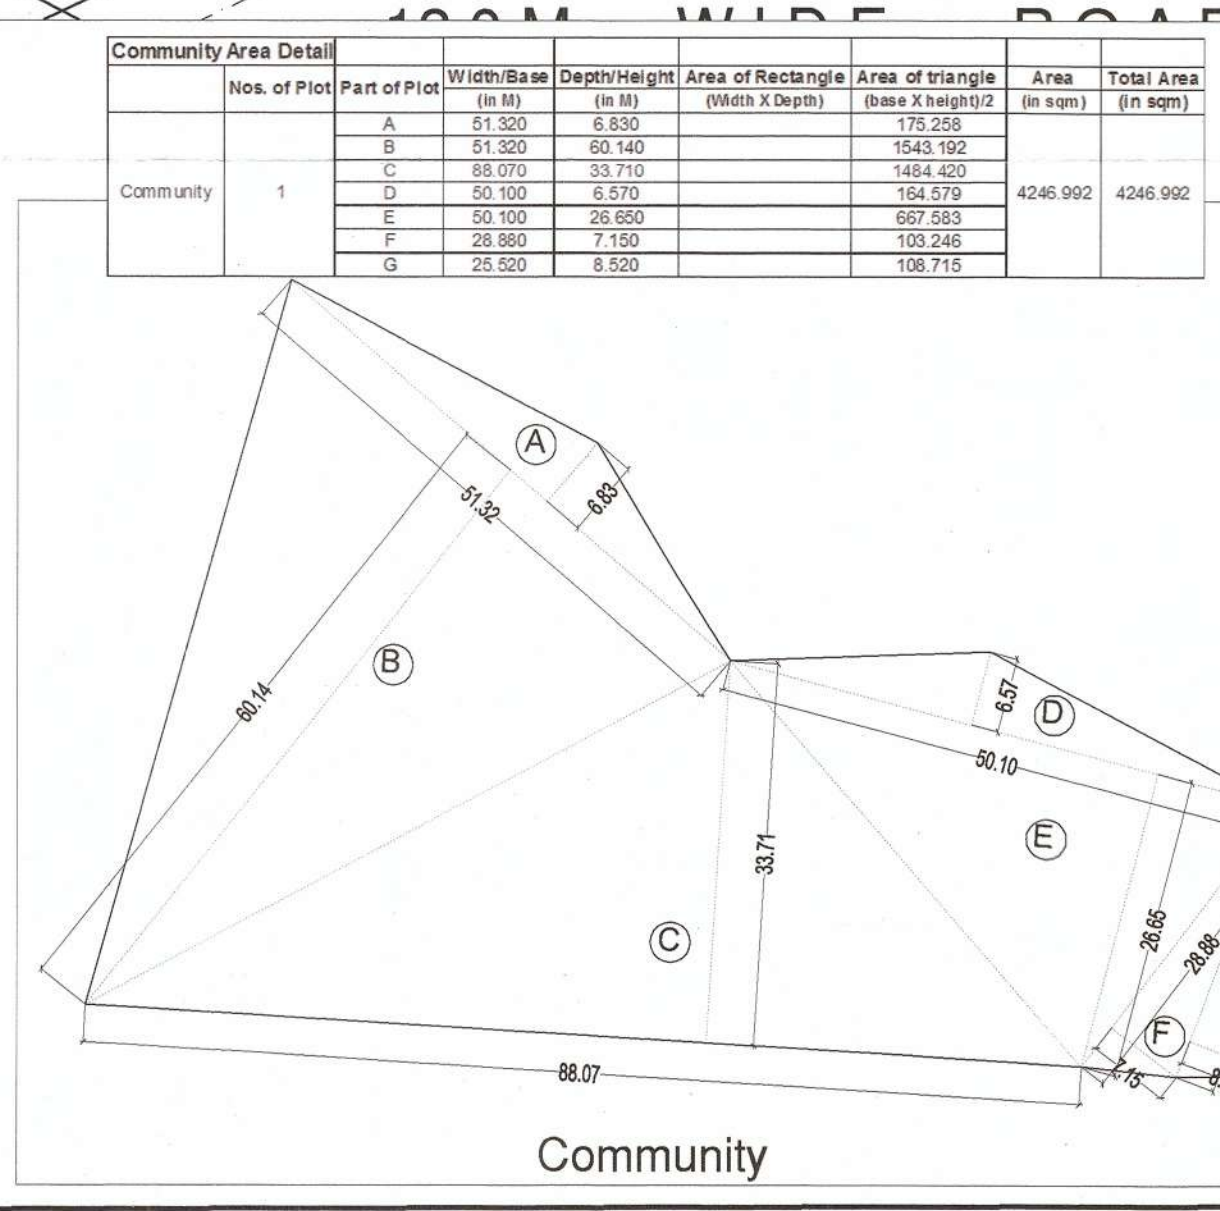 12.0 M WIDE ROA
Community Area Detail
Nos. of Plot Part of Plot Width/Base Depth/Height Area of Rectangle Area of triangle Area Total Area
(in M) (in M) (Width X Depth) (base X height)/2 (in sqm) (in sqm)
A 51.320 6.830 175.258
B 51.320 60.140 1543.192
C 88.070 33.710 1484.420
Community 1 D 50.100 6.570 164.579 4246.992 4246.992
E 50.100 26.650 667.583
F 28.880 7.150 103.246
G 25.520 8.520 108.715
A
51.32
6.83
B
60.14
6.57
D
50.10
E
33.71
C
26.65
28.88
F
7.15
8.
88.07
Community